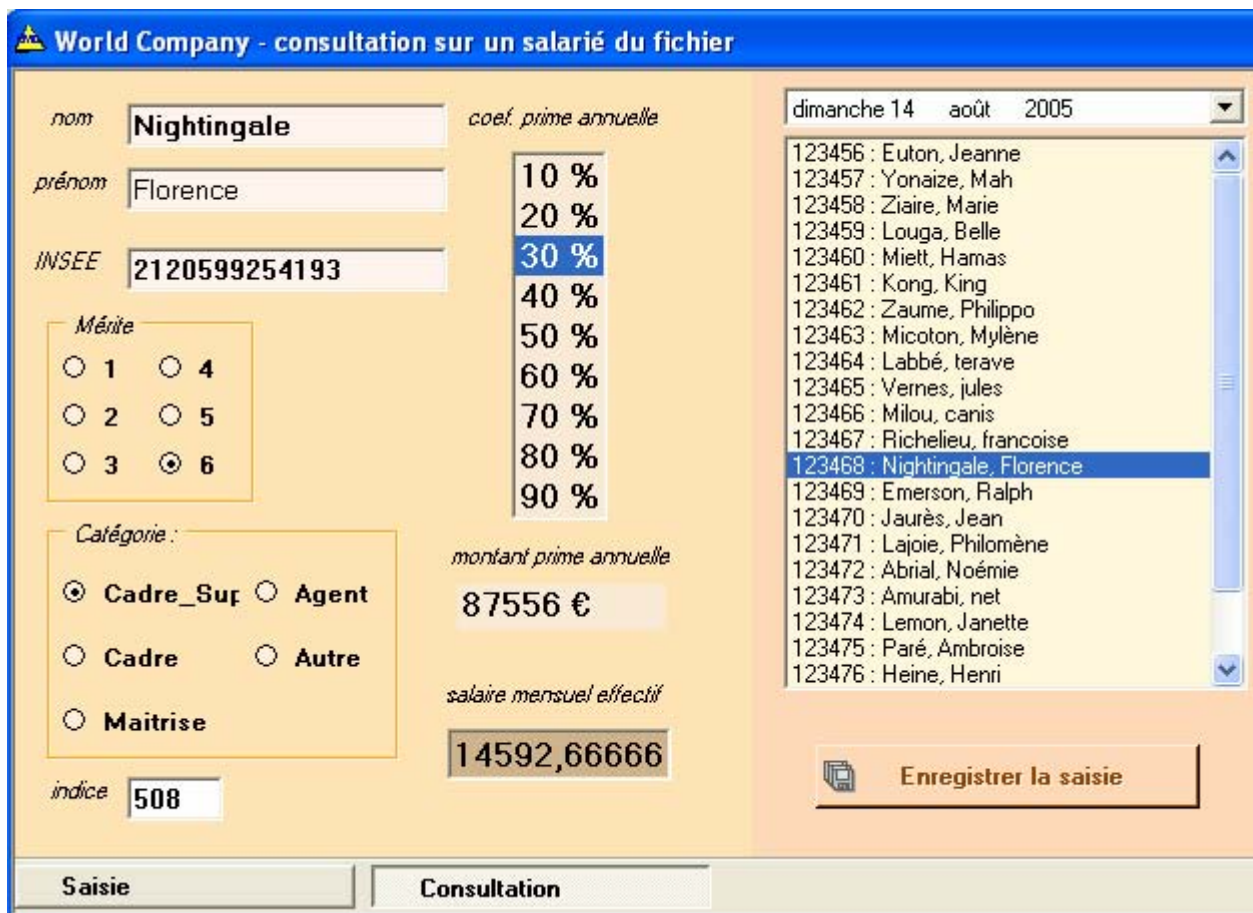 World Company - consultation sur un salarié du fichier
nom
Nightingale
prénom
Florence
INSEE
2120599254193
Mérite
1 4
2 5
3 6
Catégorie :
Cadre_Sup Agent
Cadre Autre
Maitrise
indice
508
coef. prime annuelle
10 %
20 %
30 %
40 %
50 %
60 %
70 %
80 %
90 %
montant prime annuelle
87556 €
salaire mensuel effectif
14592,66666
dimanche 14 août 2005
123456 : Euton, Jeanne
123457 : Yonaize, Mah
123458 : Ziaire, Marie
123459 : Louga, Belle
123460 : Miett, Hamas
123461 : Kong, King
123462 : Zaume, Philippo
123463 : Micoton, Mylène
123464 : Labbé, terave
123465 : Vernes, jules
123466 : Milou, canis
123467 : Richelieu, francoise
123468 : Nightingale, Florence
123469 : Emerson, Ralph
123470 : Jaurès, Jean
123471 : Lajoie, Philomène
123472 : Abrial, Noémie
123473 : Amurabi, net
123474 : Lemon, Janette
123475 : Paré, Ambroise
123476 : Heine, Henri
Enregistrer la saisie
Saisie
Consultation